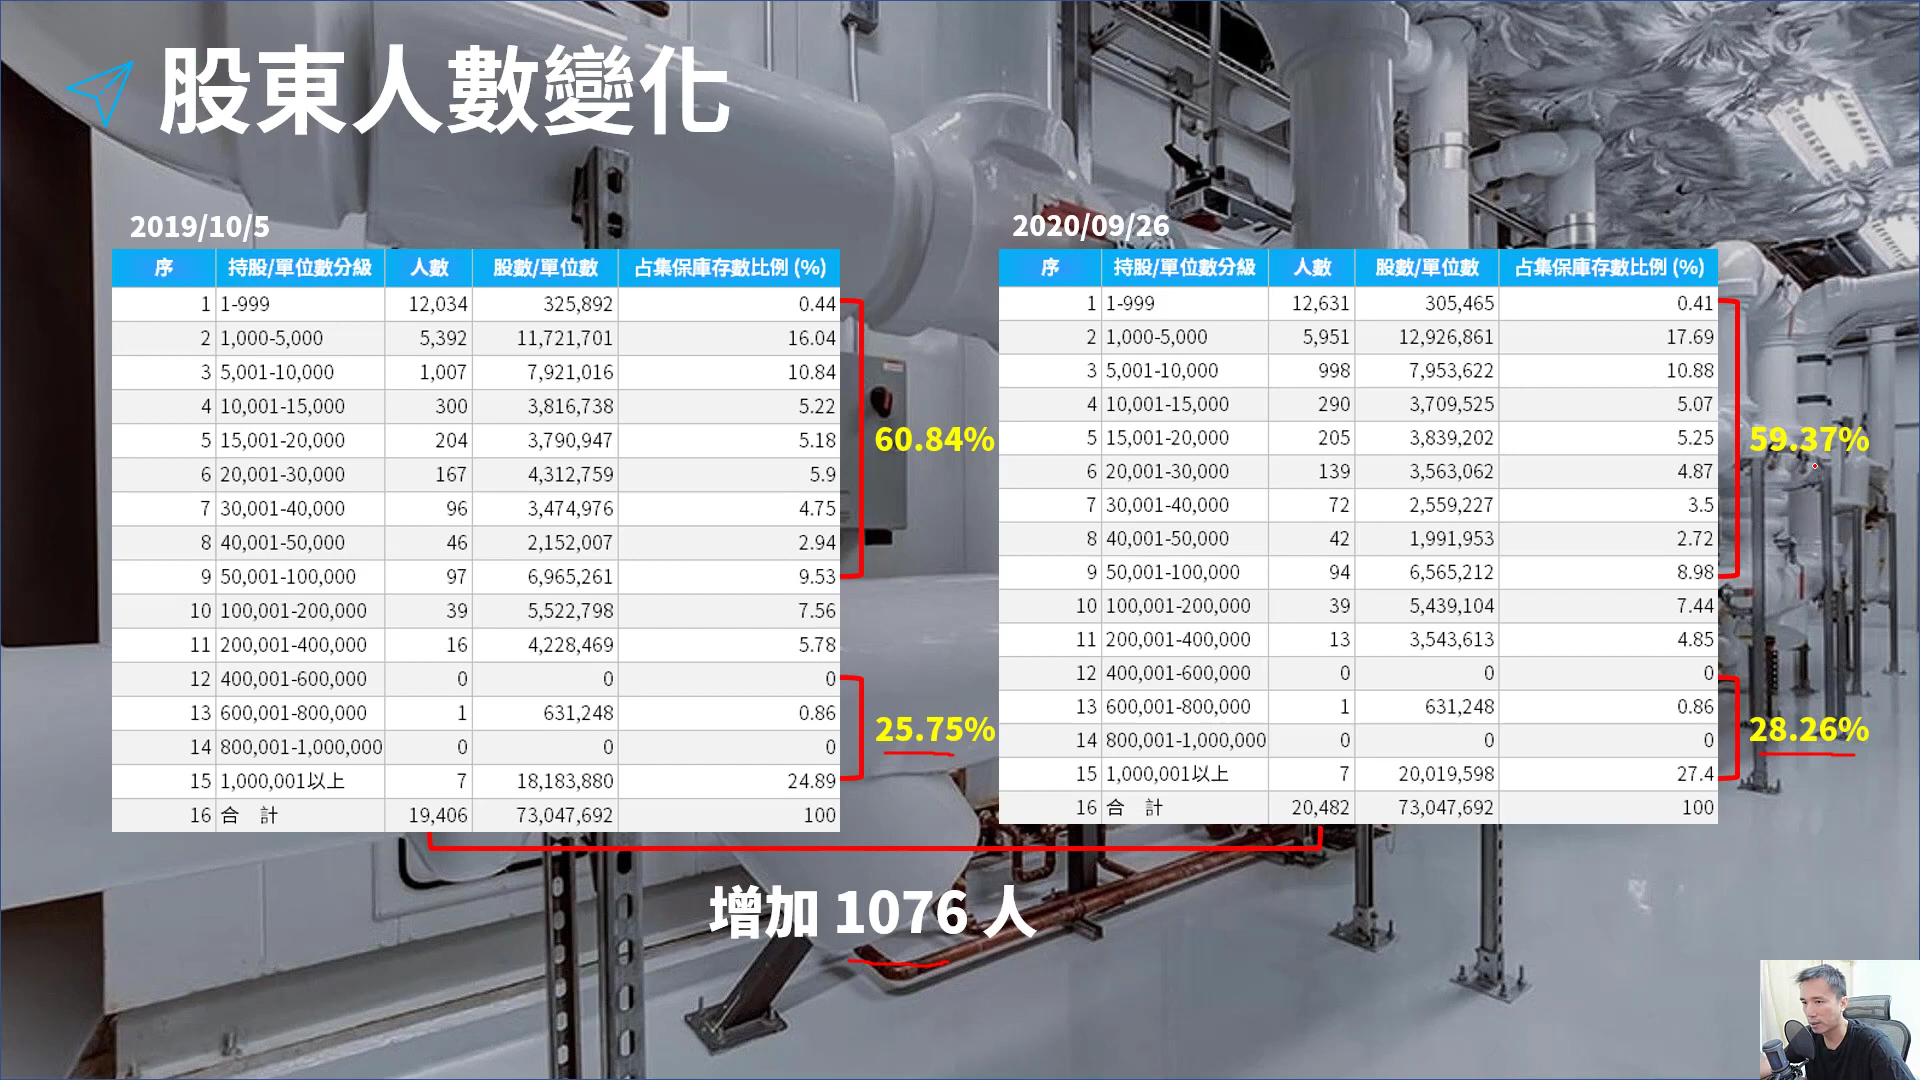 股東人數變化
2019/10/5
序 持股/單位數分級 人數 股數/單位數 占集保庫存數比例 (%)
1 1-999 12,034 325,892 0.44
2 1,000-5,000 5,392 11,721,701 16.04
3 5,001-10,000 1,007 7,921,016 10.84
4 10,001-15,000 300 3,816,738 5.22
5 15,001-20,000 204 3,790,947 5.18
6 20,001-30,000 167 4,312,759 5.9
7 30,001-40,000 96 3,474,976 4.75
8 40,001-50,000 46 2,152,007 2.94
9 50,001-100,000 97 6,965,261 9.53
10 100,001-200,000 39 5,522,798 7.56
11 200,001-400,000 16 4,228,469 5.78
12 400,001-600,000 0 0 0
13 600,001-800,000 1 631,248 0.86
14 800,001-1,000,000 0 0 0
15 1,000,001以上 7 18,183,880 24.89
16 合 計 19,406 73,047,692 100
60.84%
25.75%
2020/09/26
序 持股/單位數分級 人數 股數/單位數 占集保庫存數比例 (%)
1 1-999 12,631 305,465 0.41
2 1,000-5,000 5,951 12,926,861 17.69
3 5,001-10,000 998 7,953,622 10.88
4 10,001-15,000 290 3,709,525 5.07
5 15,001-20,000 205 3,839,202 5.25
6 20,001-30,000 139 3,563,062 4.87
7 30,001-40,000 72 2,559,227 3.5
8 40,001-50,000 42 1,991,953 2.72
9 50,001-100,000 94 6,565,212 8.98
10 100,001-200,000 39 5,439,104 7.44
11 200,001-400,000 13 3,543,613 4.85
12 400,001-600,000 0 0 0
13 600,001-800,000 1 631,248 0.86
14 800,001-1,000,000 0 0 0
15 1,000,001以上 7 20,019,598 27.4
16 合 計 20,482 73,047,692 100
59.37%
28.26%
增加 1076 人